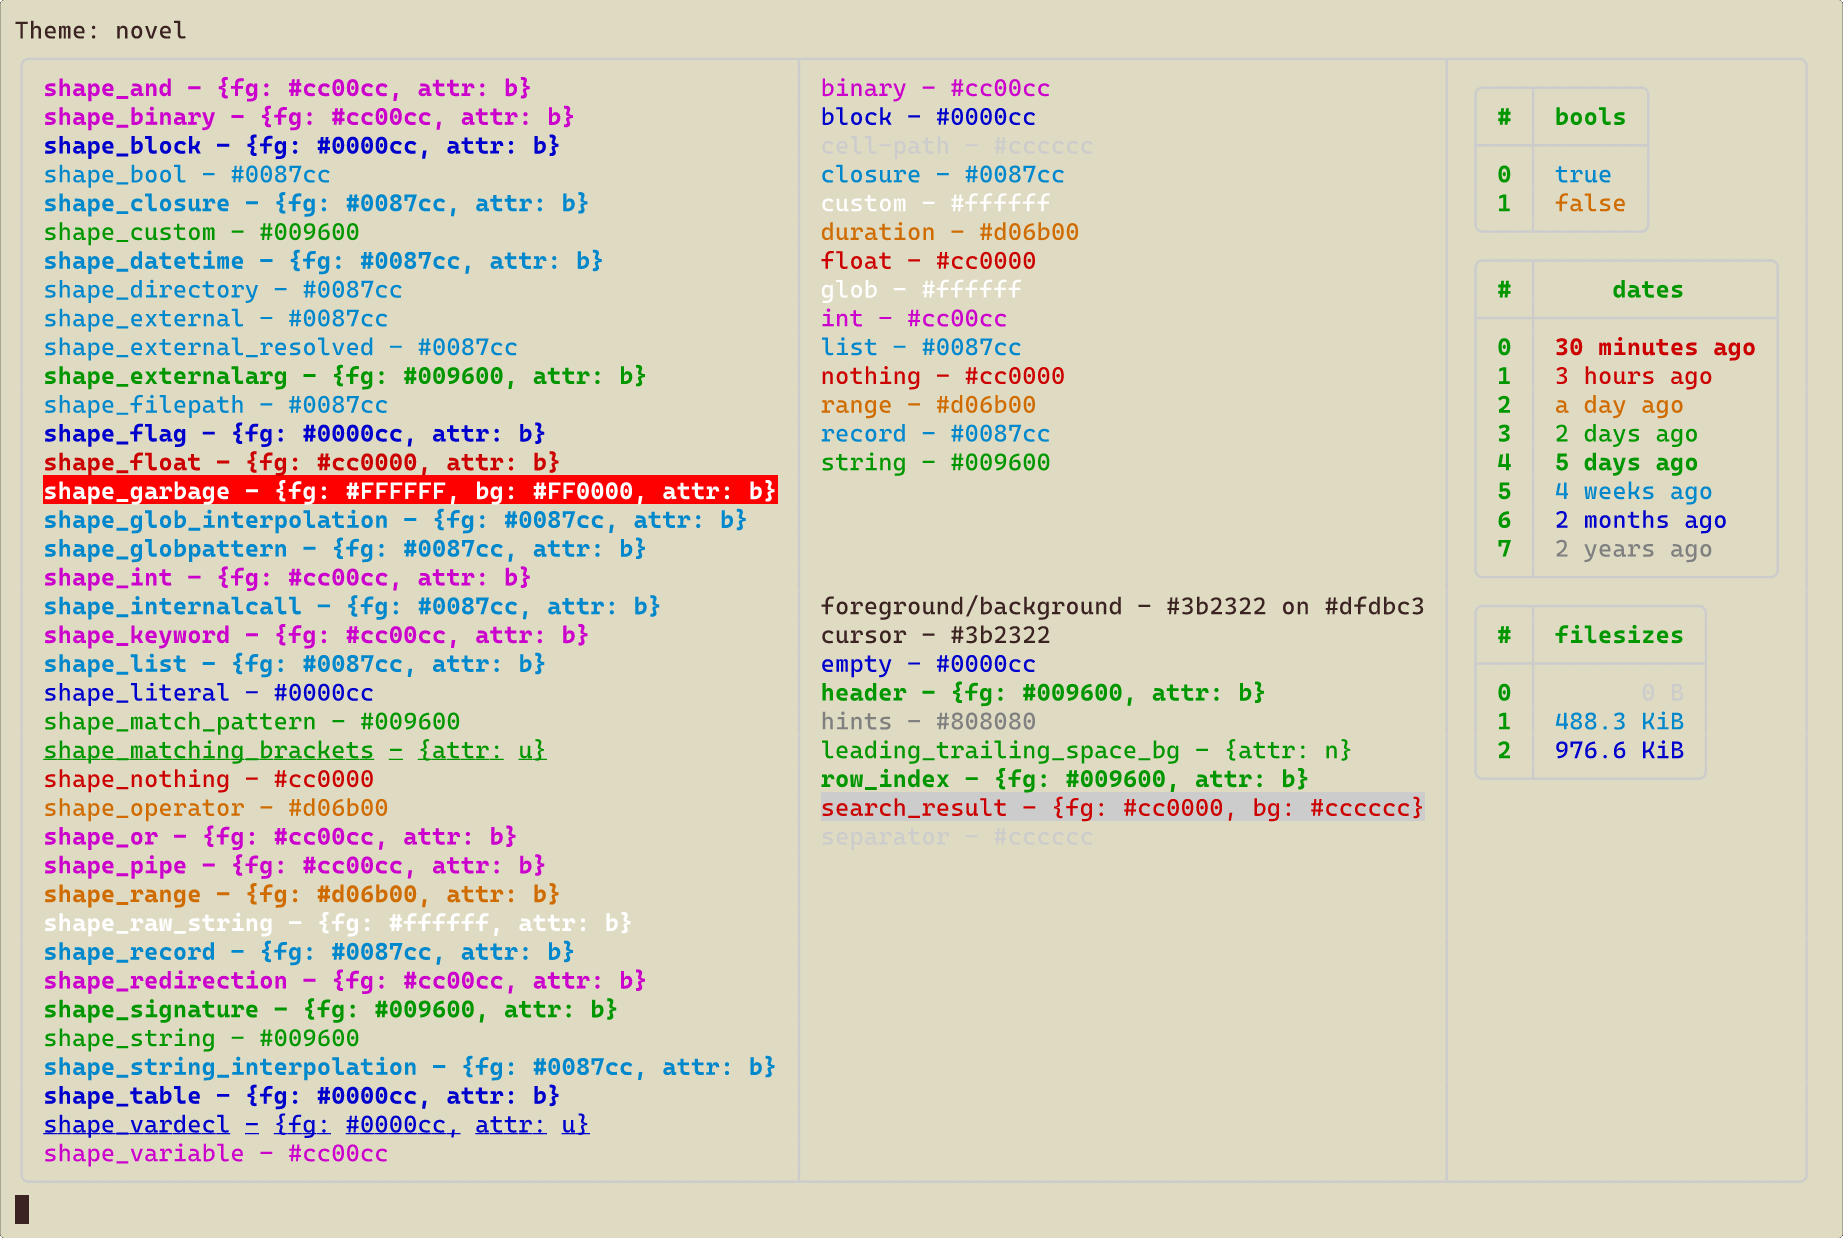 Theme: novel
shape_and - {fg: #cc00cc, attr: b}
shape_binary - {fg: #cc00cc, attr: b}
shape_block - {fg: #0000cc, attr: b}
shape_bool - #0087cc
shape_closure - {fg: #0087cc, attr: b}
shape_custom - #009600
shape_datetime - {fg: #0087cc, attr: b}
shape_directory - #0087cc
shape_external - #0087cc
shape_external_resolved - #0087cc
shape_externalarg - {fg: #009600, attr: b}
shape_filepath - #0087cc
shape_flag - {fg: #0000cc, attr: b}
shape_float - {fg: #cc0000, attr: b}
shape_garbage - {fg: #FFFFFF, bg: #FF0000, attr: b}
shape_glob_interpolation - {fg: #0087cc, attr: b}
shape_globpattern - {fg: #0087cc, attr: b}
shape_int - {fg: #cc00cc, attr: b}
shape_internalcall - {fg: #0087cc, attr: b}
shape_keyword - {fg: #cc00cc, attr: b}
shape_list - {fg: #0087cc, attr: b}
shape_literal - #0000cc
shape_match_pattern - #009600
shape_matching_brackets - {attr: u}
shape_nothing - #cc0000
shape_operator - #d06b00
shape_or - {fg: #cc00cc, attr: b}
shape_pipe - {fg: #cc00cc, attr: b}
shape_range - {fg: #d06b00, attr: b}
shape_raw_string - {fg: #ffffff, attr: b}
shape_record - {fg: #0087cc, attr: b}
shape_redirection - {fg: #cc00cc, attr: b}
shape_signature - {fg: #009600, attr: b}
shape_string - #009600
shape_string_interpolation - {fg: #0087cc, attr: b}
shape_table - {fg: #0000cc, attr: b}
shape_vardecl - {fg: #0000cc, attr: u}
shape_variable - #cc00cc
binary - #cc00cc
block - #0000cc
cell-path - #cccccc
closure - #0087cc
custom - #ffffff
duration - #d06b00
float - #cc0000
glob - #ffffff
int - #cc00cc
list - #0087cc
nothing - #cc0000
range - #d06b00
record - #0087cc
string - #009600
foreground/background - #3b2322 on #dfdbc3
cursor - #3b2322
empty - #0000cc
header - {fg: #009600, attr: b}
hints - #808080
leading_trailing_space_bg - {attr: n}
row_index - {fg: #009600, attr: b}
search_result - {fg: #cc0000, bg: #cccccc}
separator - #cccccc
# bools
0 true
1 false
# dates
0 30 minutes ago
1 3 hours ago
2 a day ago
3 2 days ago
4 5 days ago
5 4 weeks ago
6 2 months ago
7 2 years ago
# filesizes
0 0 B
1 488.3 KiB
2 976.6 KiB